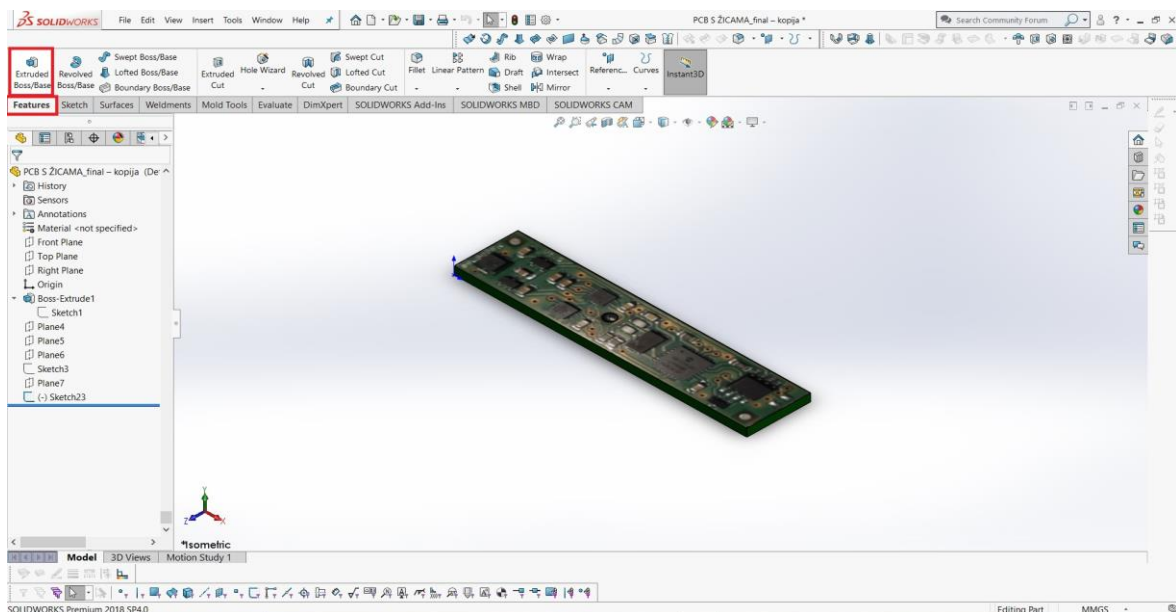 SOLIDWORKS File Edit View Insert Tools Window Help PCB S ŽICAMA_final – kopija * Search Community Forum
Extruded Boss/Base
Revolved Boss/Base
Swept Boss/Base
Lofted Boss/Base
Boundary Boss/Base
Extruded Cut
Hole Wizard
Revolved Cut
Swept Cut
Lofted Cut
Boundary Cut
Fillet
Linear Pattern
Rib
Draft
Shell
Wrap
Intersect
Mirror
Referenc...
Curves
Instant3D
Features Sketch Surfaces Weldments Mold Tools Evaluate DimXpert SOLIDWORKS Add-Ins SOLIDWORKS MBD SOLIDWORKS CAM
PCB S ŽICAMA_final – kopija (De
History
Sensors
Annotations
Material <not specified>
Front Plane
Top Plane
Right Plane
Origin
Boss-Extrude1
Sketch1
Plane4
Plane5
Plane6
Sketch3
Plane7
(-) Sketch23
Y
Z X
*Isometric
Model 3D Views Motion Study 1
SOLIDWORKS Premium 2018 SP4.0 Editing Part MMGS